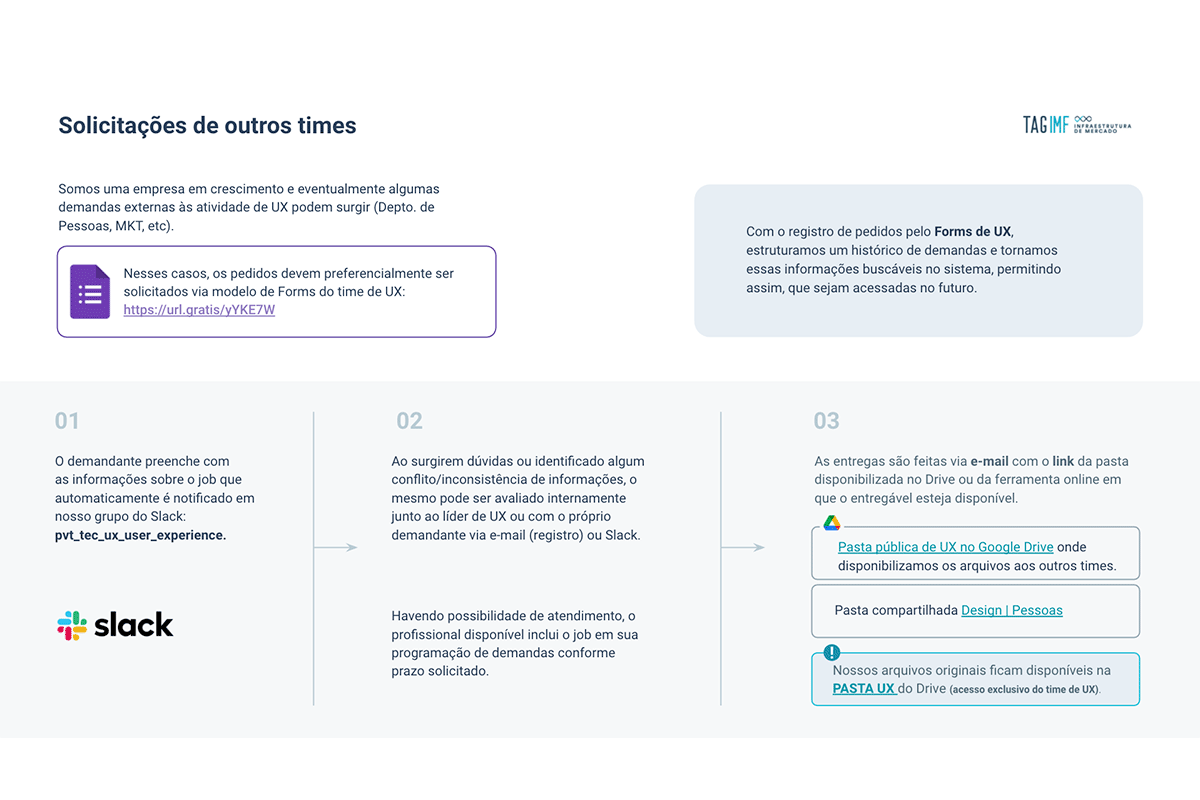 Solicitações de outros times
TAGIMF INFRAESTRUTURA
DE MERCADO
Somos uma empresa em crescimento e eventualmente algumas
demandas externas às atividade de UX podem surgir (Depto. de
Pessoas, MKT, etc).
Nesses casos, os pedidos devem preferencialmente ser
solicitados via modelo de Forms do time de UX:
https://url.gratis/yYKE7W
Com o registro de pedidos pelo Forms de UX,
estruturamos um histórico de demandas e tornamos
essas informações buscáveis no sistema, permitindo
assim, que sejam acessadas no futuro.
01
O demandante preenche com
as informações sobre o job que
automaticamente é notificado em
nosso grupo do Slack:
pvt_tec_ux_user_experience.
slack
02
Ao surgirem dúvidas ou identificado algum
conflito/inconsistência de informações, o
mesmo pode ser avaliado internamente
junto ao líder de UX ou com o próprio
demandante via e-mail (registro) ou Slack.
Havendo possibilidade de atendimento, o
profissional disponível inclui o job em sua
programação de demandas conforme
prazo solicitado.
03
As entregas são feitas via e-mail com o link da pasta
disponibilizada no Drive ou da ferramenta online em
que o entregável esteja disponível.
Pasta pública de UX no Google Drive onde
disponibilizamos os arquivos aos outros times.
Pasta compartilhada Design | Pessoas
!
Nossos arquivos originais ficam disponíveis na
PASTA UX do Drive (acesso exclusivo do time de UX).